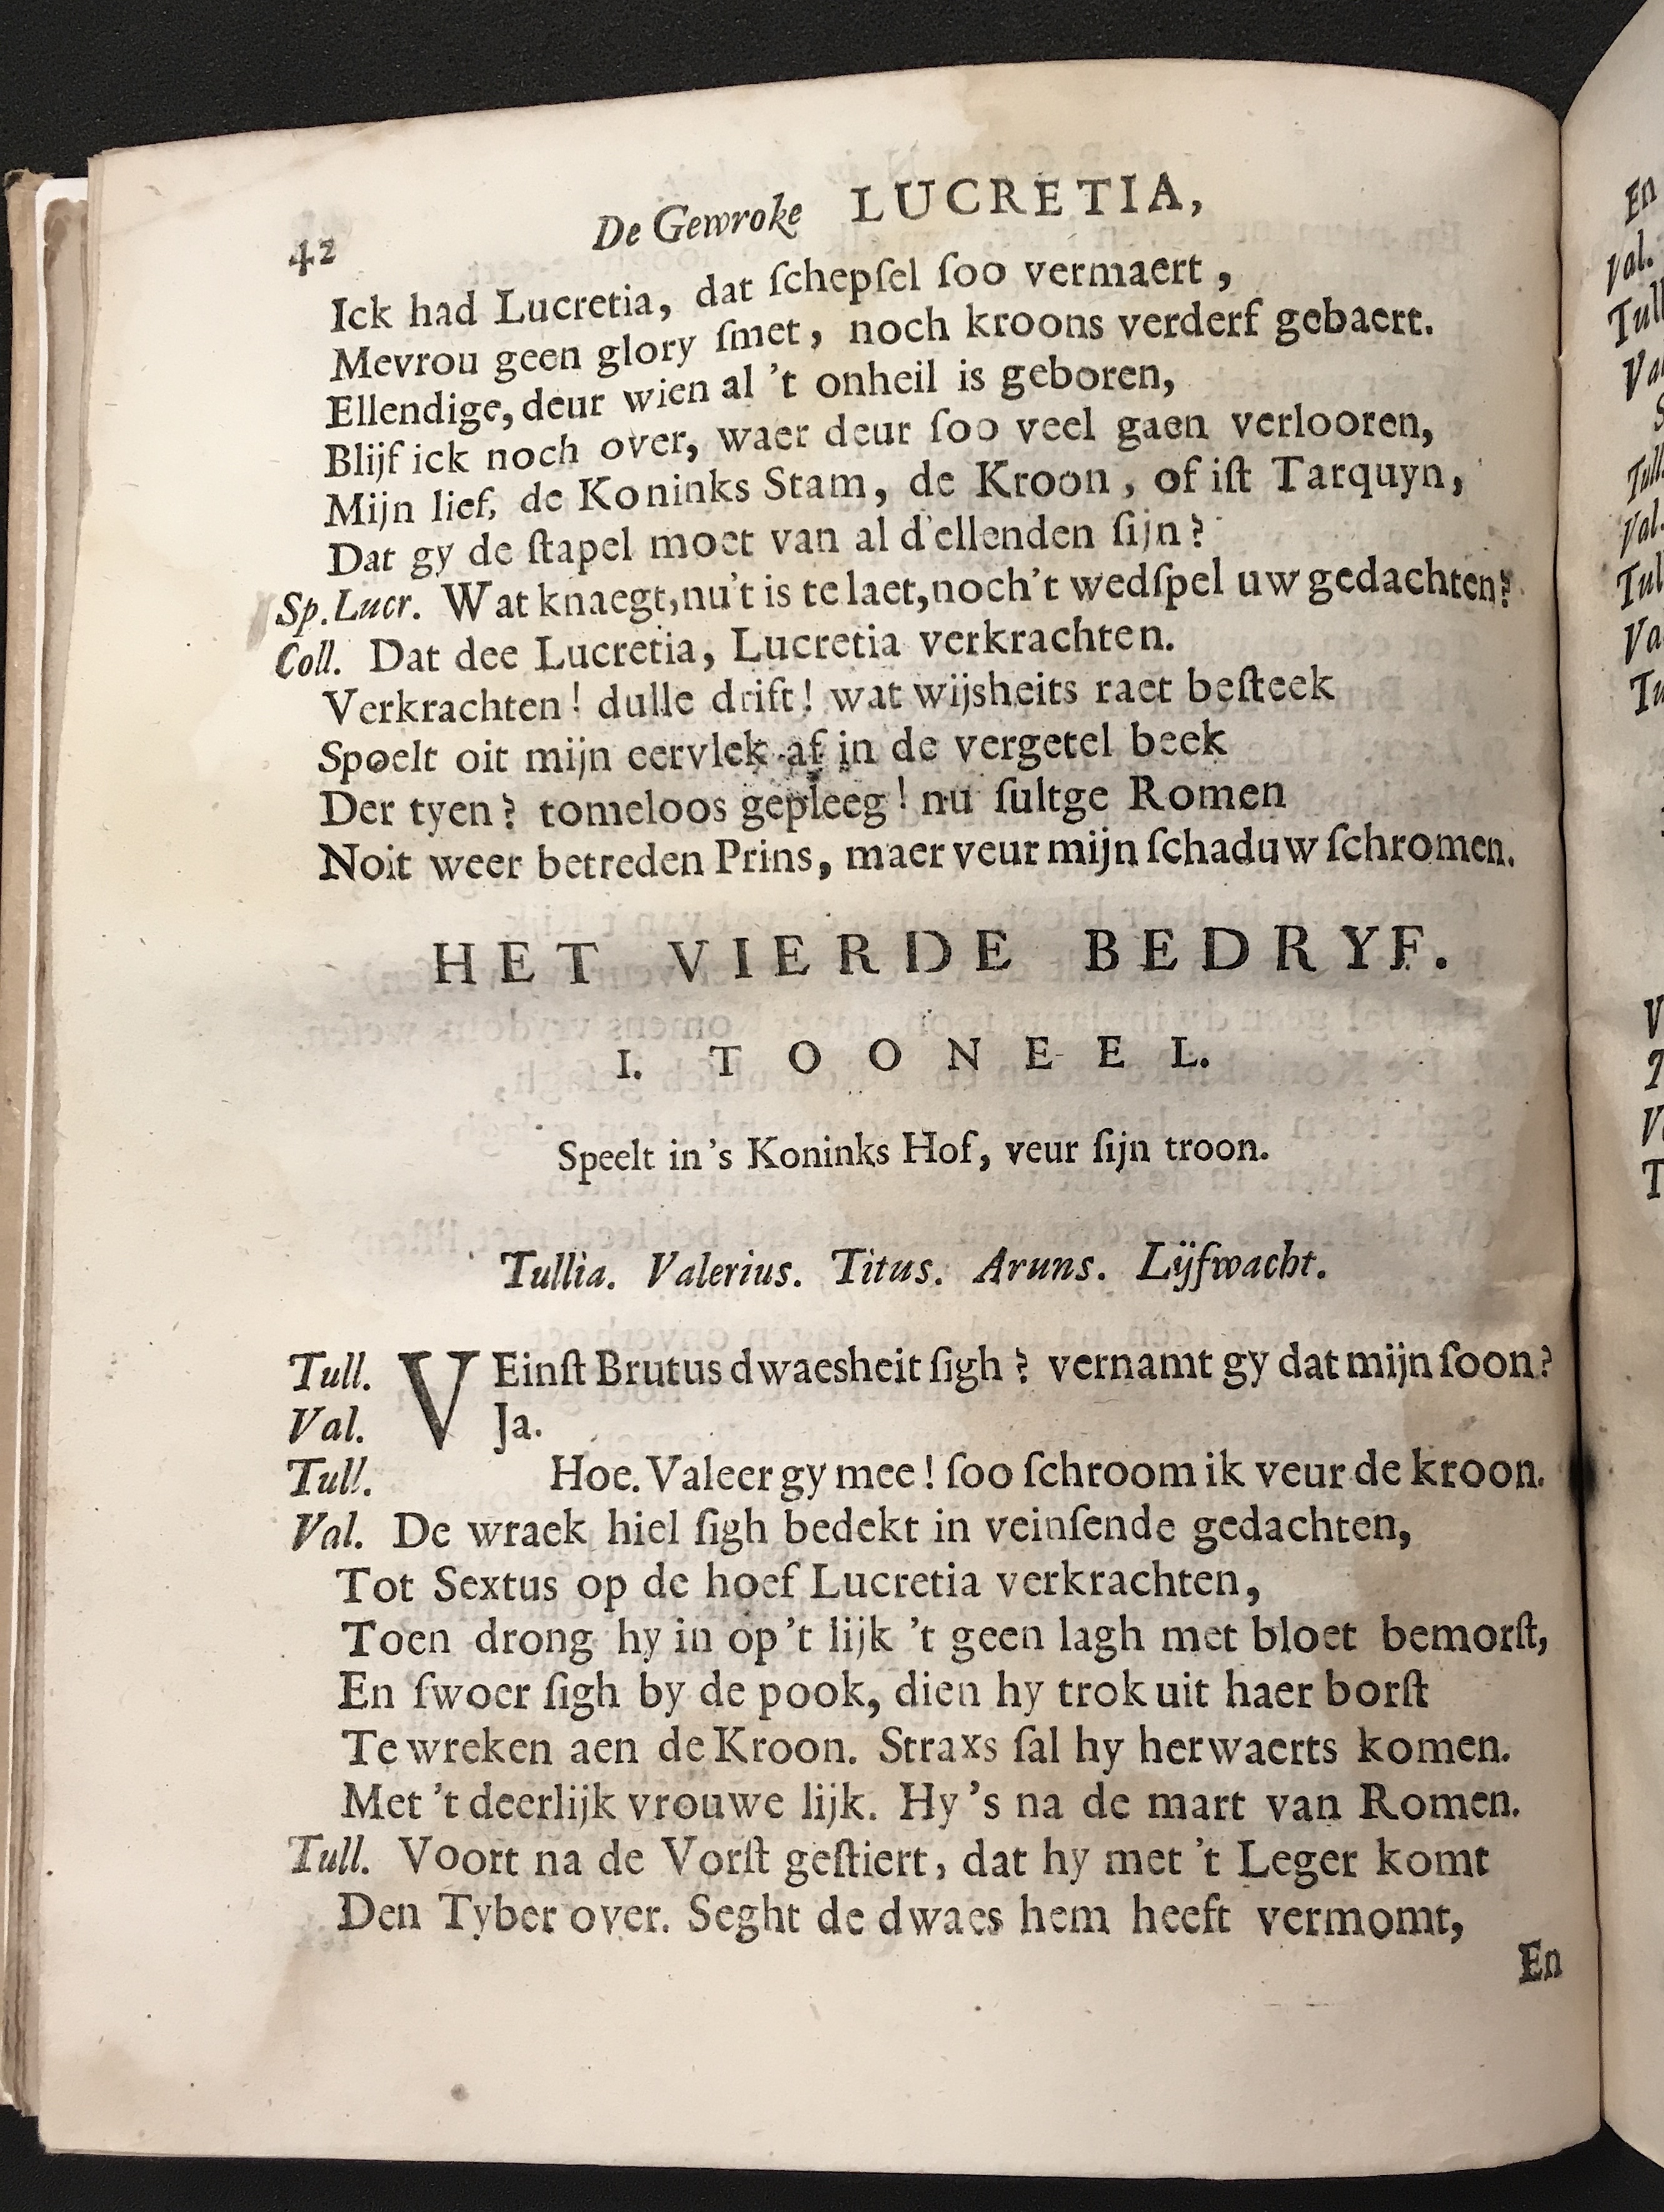 42 De Gewroke LUCRETIA,
Ick had Lucretia, dat ſchepſel ſoo vermaert,
Mevrou geen glory ſmet, noch kroons verderf gebaert.
Ellendige, deur wien al 't onheil is geboren,
Blijf ick noch over, waer deur ſoo veel gaen verlooren,
Mijn lief, de Koninks Stam, de Kroon, of iſt Tarquyn,
Dat gy de ſtapel moet van al d'ellenden ſijn?
Sp. Lucr. Wat knaegt, nu't is te laet, noch't wedſpel uw gedachten?
Coll. Dat dee Lucretia, Lucretia verkrachten.
Verkrachten! dulle drift! wat wijsheits raet beſteek
Spoelt oit mijn eervlek af in de vergetel beek
Der tyen? tomeloos gepleeg! nu ſultge Romen
Noit weer betreden Prins, maer veur mijn ſchaduw ſchromen.
HET VIERDE BEDRYF.
I. TOONEEL.
Speelt in's Koninks Hof, veur ſijn troon.
Tullia. Valerius. Titus. Aruns. Lijfwacht.
Tull. VEinſt Brutus dwaesheit ſigh? vernamt gy dat mijn ſoon?
Val. Ja.
Tull. Hoe. Valeer gy mee! ſoo ſchroom ik veur de kroon.
Val. De wraek hiel ſigh bedekt in veinſende gedachten,
Tot Sextus op de hoef Lucretia verkrachten,
Toen drong hy in op 't lijk 't geen lagh met bloet bemorſt,
En ſwoer ſigh by de pook, dien hy trok uit haer borſt
Te wreken aen de Kroon. Straxs ſal hy herwaerts komen.
Met 't deerlijk vrouwe lijk. Hy 's na de mart van Romen.
Tull. Voort na de Vorſt geſtiert, dat hy met 't Leger komt
Den Tyber over. Seght de dwaes hem heeft vermomt,
En
En
Val.
Tull
Val.
Tull
Val.